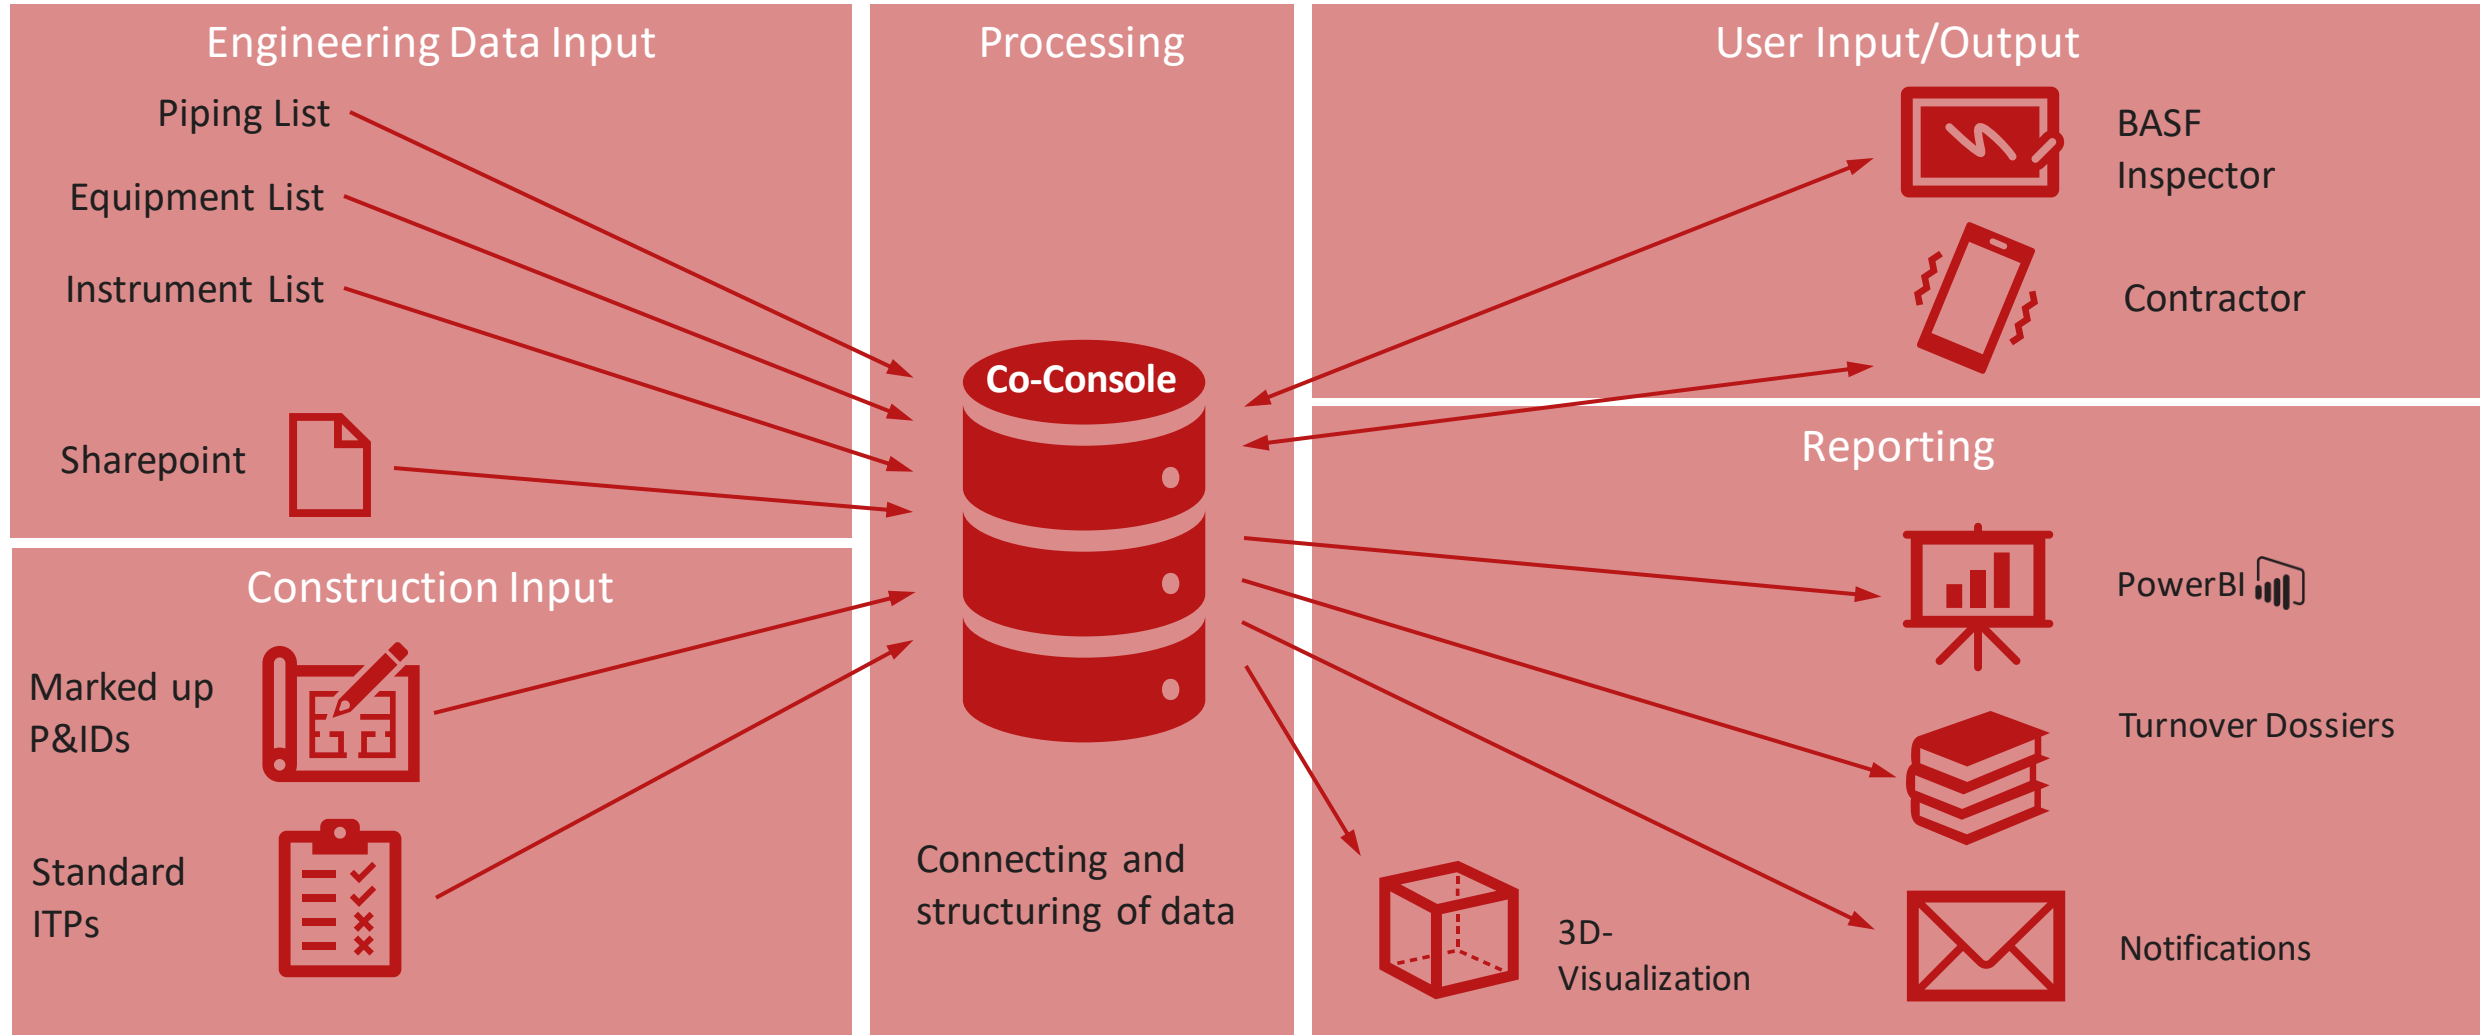 Engineering Data Input
Piping List
Equipment List
Instrument List
Sharepoint
Construction Input
Marked up
P&IDs
Standard
ITPs
Processing
Co-Console
Connecting and
structuring of data
User Input/Output
BASF
Inspector
Contractor
Reporting
PowerBI
Turnover Dossiers
Notifications
3D-
Visualization